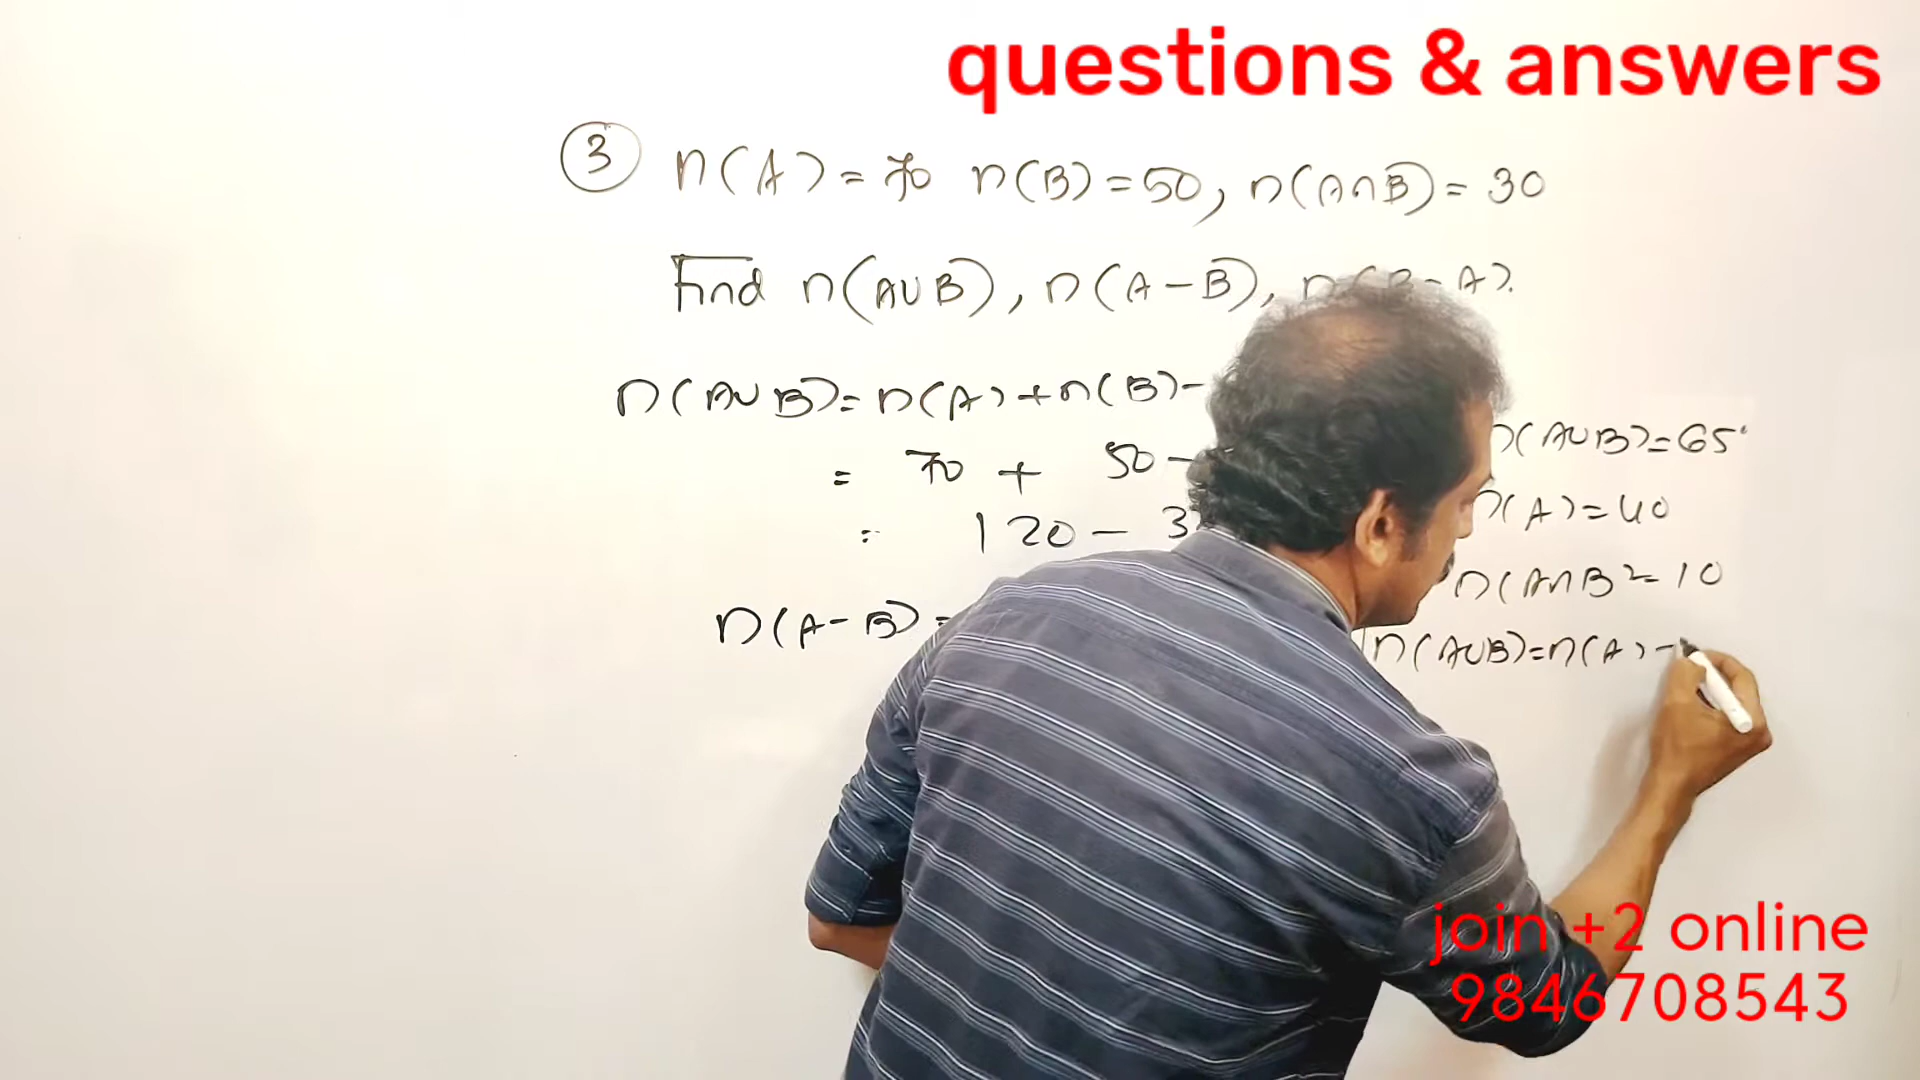 questions & answers
3 n(A) = 70 n(B) = 50, n(A∩B) = 30
Find n(A∪B), n(A-B), n(B-A).
n(A∪B) = n(A) + n(B) -
= 70 + 50 -
= 120 - 3
n(A-B) =
n(A∪B) = 65
n(A) = 40
n(A∩B) = 10
n(A∪B) = n(A) -
join +2 online
9846708543